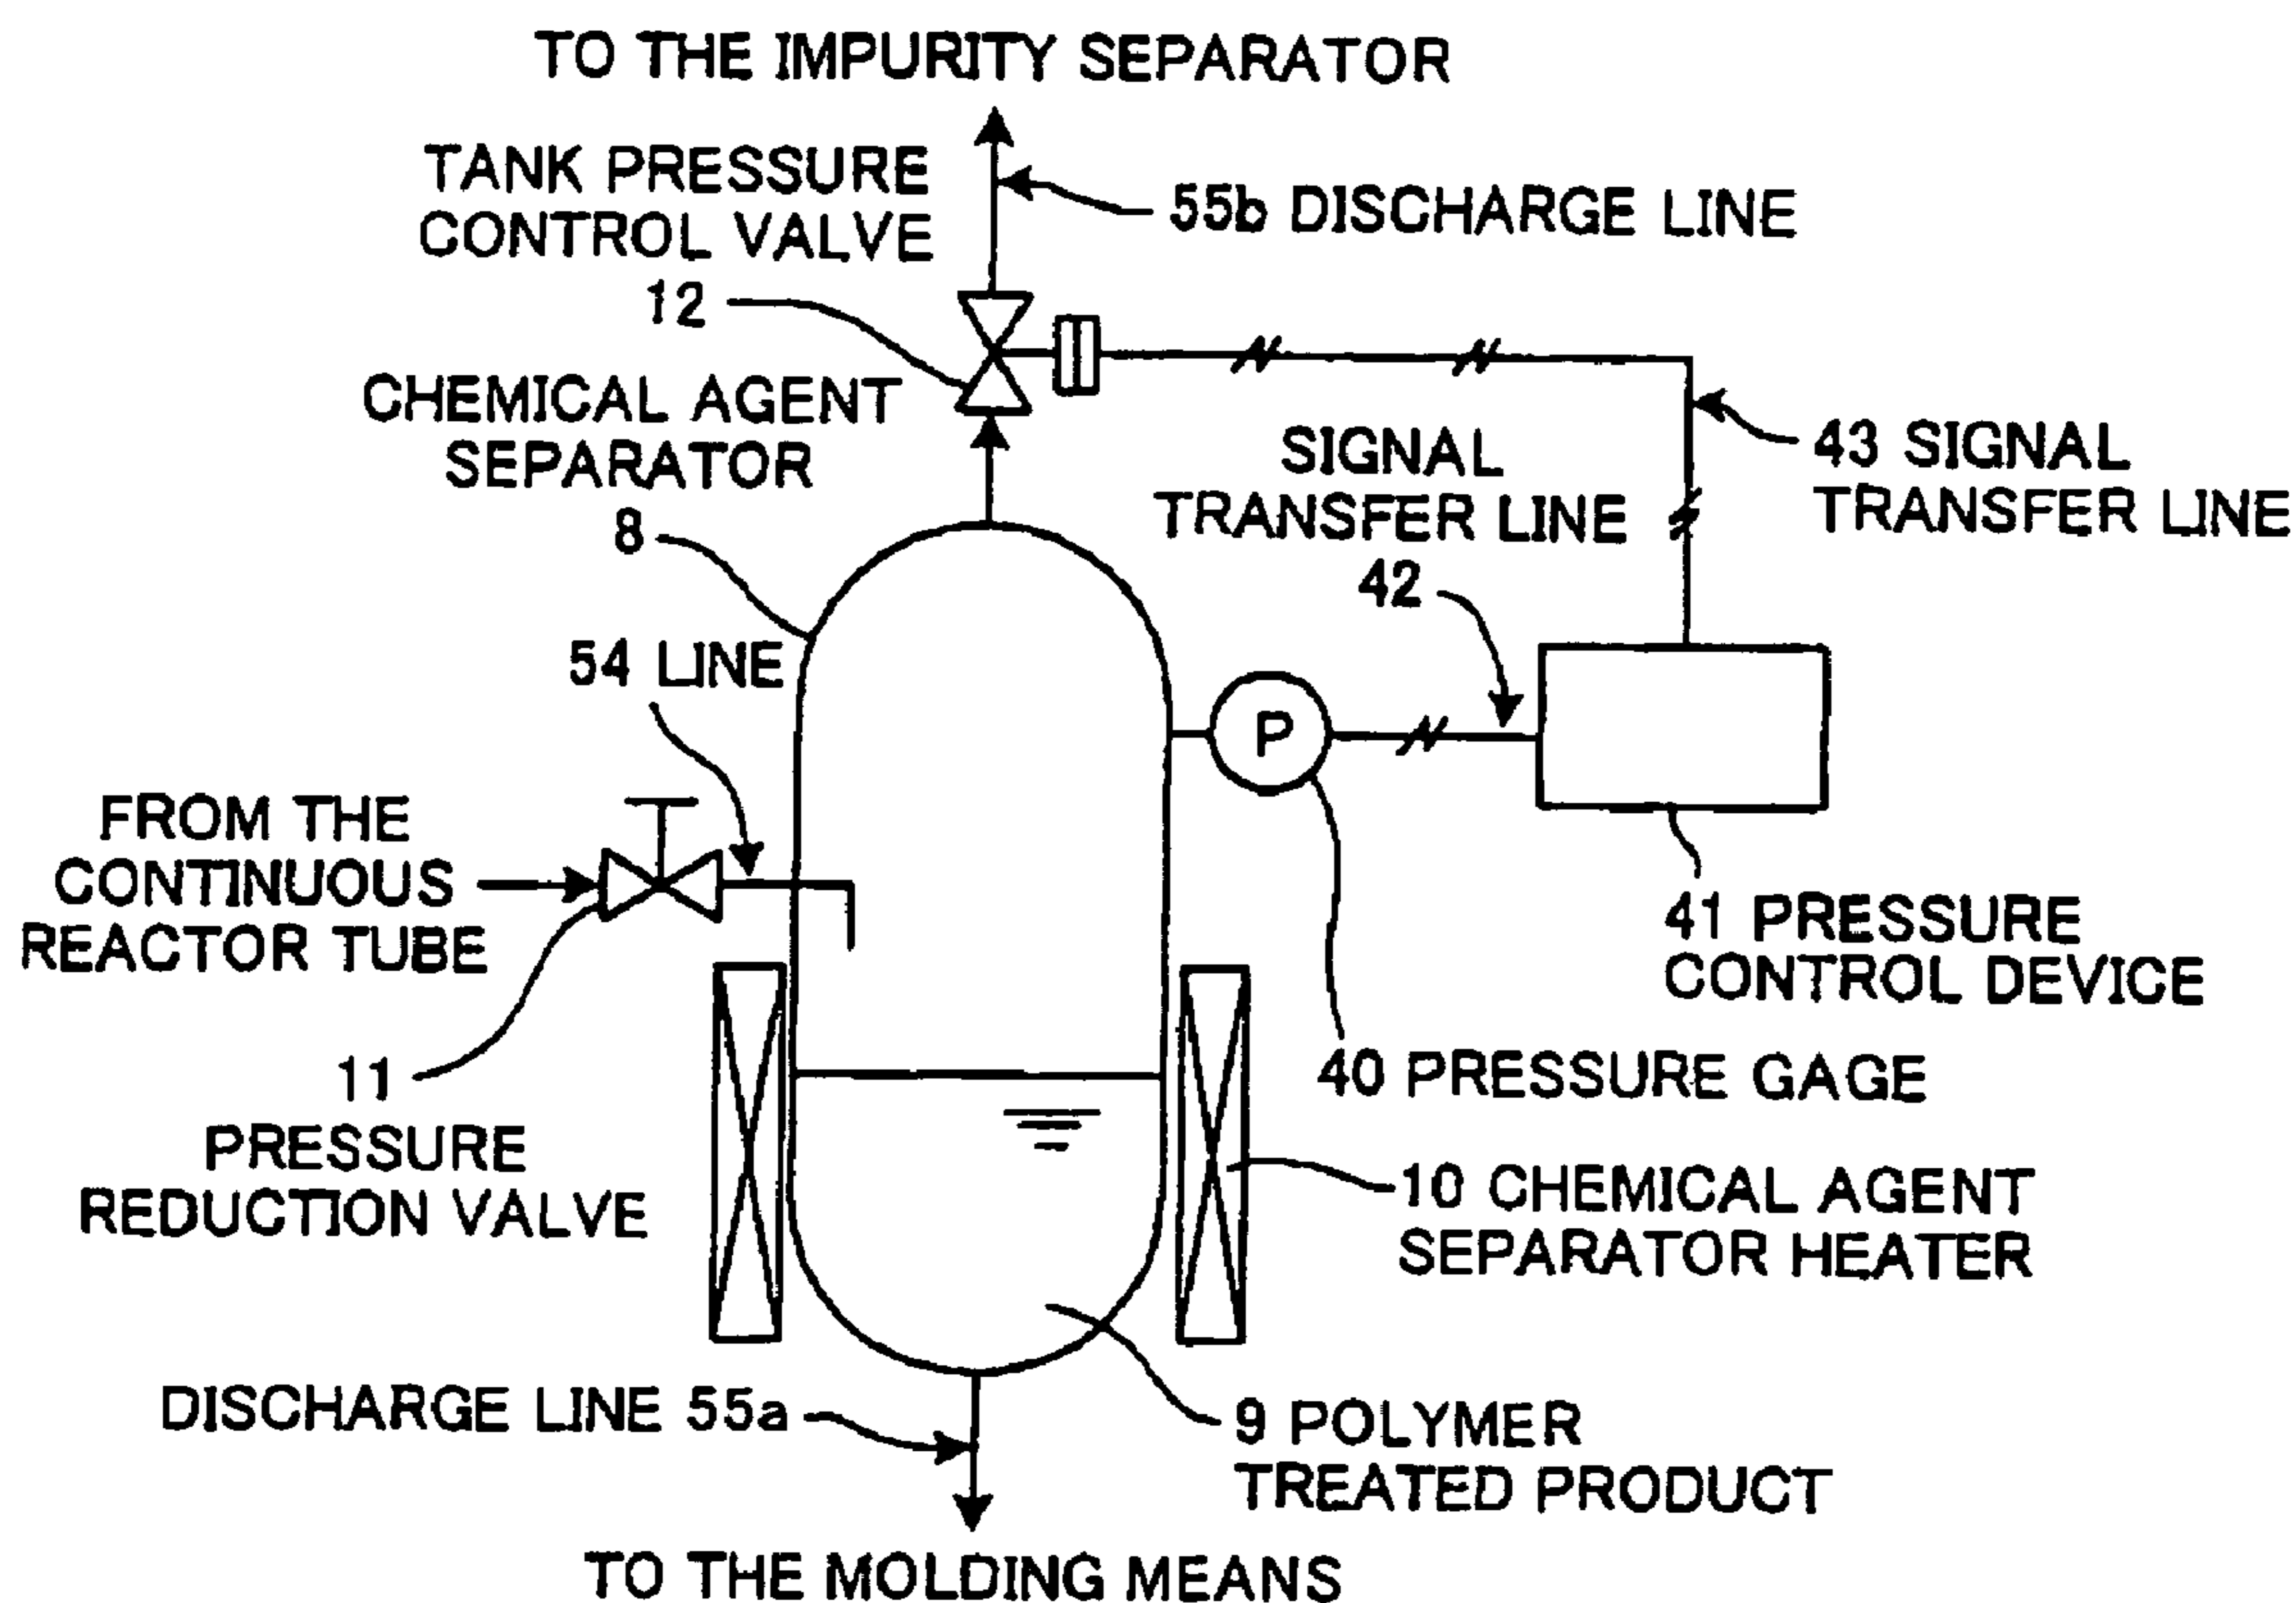 TO THE IMPURITY SEPARATOR
TANK PRESSURE
CONTROL VALVE
12
55b DISCHARGE LINE
CHEMICAL AGENT
SEPARATOR
8
SIGNAL
TRANSFER LINE
42
43 SIGNAL
TRANSFER LINE
54 LINE
P
FROM THE
CONTINUOUS
REACTOR TUBE
41 PRESSURE
CONTROL DEVICE
11
PRESSURE
REDUCTION VALVE
40 PRESSURE GAGE
10 CHEMICAL AGENT
SEPARATOR HEATER
DISCHARGE LINE 55a
9 POLYMER
TREATED PRODUCT
TO THE MOLDING MEANS